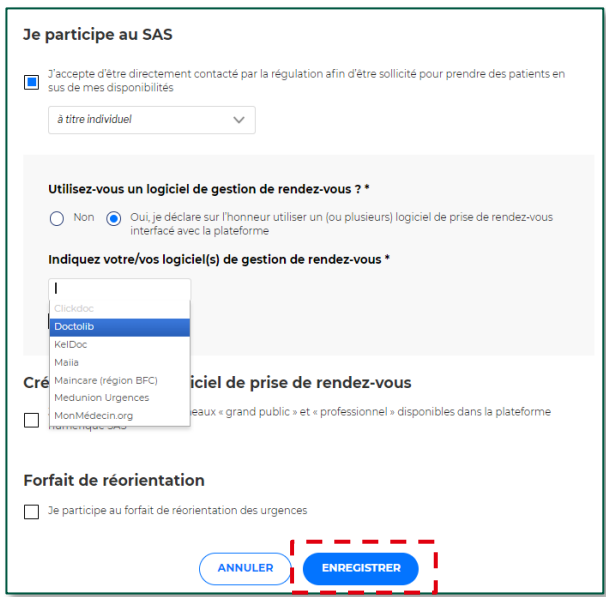 Je participe au SAS
J'accepte d'être directement contacté par la régulation afin d'être sollicité pour prendre des patients en
sus de mes disponibilités
à titre individuel
Utilisez-vous un logiciel de gestion de rendez-vous ? *
Non
Oui, je déclare sur l'honneur utiliser un (ou plusieurs) logiciel de prise de rendez-vous
interfacé avec la plateforme
Indiquez votre/vos logiciel(s) de gestion de rendez-vous *
Clickdoc
Doctolib
KelDoc
Maiia
Maincare (région BFC)
Medunion Urgences
MonMédecin.org
Cré iciel de prise de rendez-vous
eaux « grand public » et « professionnel » disponibles dans la plateforme
numérique SAS
Forfait de réorientation
Je participe au forfait de réorientation des urgences
ANNULER
ENREGISTRER